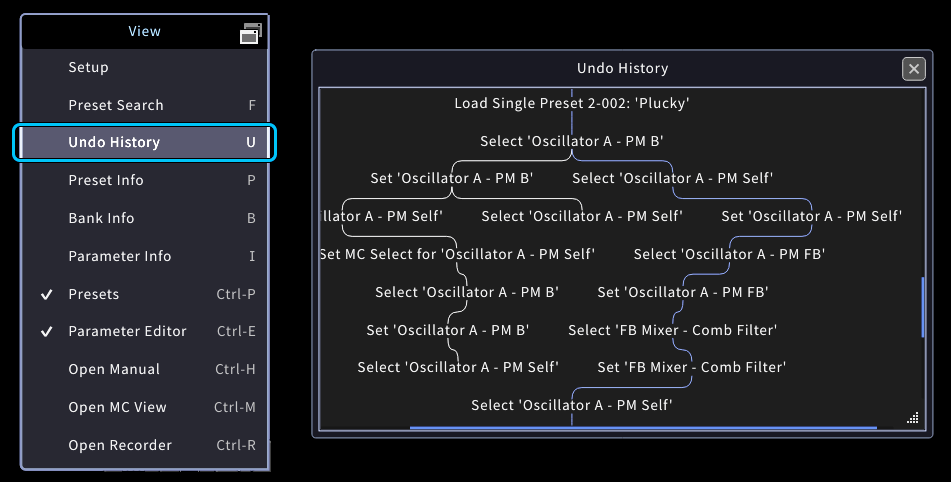 View
Setup
Preset Search F
Undo History U
Preset Info P
Bank Info B
Parameter Info I
Presets Ctrl-P
Parameter Editor Ctrl-E
Open Manual Ctrl-H
Open MC View Ctrl-M
Open Recorder Ctrl-R
Undo History
Load Single Preset 2-002: 'Plucky'
Select 'Oscillator A - PM B'
Set 'Oscillator A - PM B' Select 'Oscillator A - PM Self'
A - PM Self' Select 'Oscillator A - PM Self' Set 'Oscillator A - PM Self'
Set MC Select for 'Oscillator A - PM Self' Select 'Oscillator A - PM FB'
Select 'Oscillator A - PM B' Set 'Oscillator A - PM FB'
Set 'Oscillator A - PM B' Select 'FB Mixer - Comb Filter'
Select 'Oscillator A - PM Self' Set 'FB Mixer - Comb Filter'
Select 'Oscillator A - PM Self'